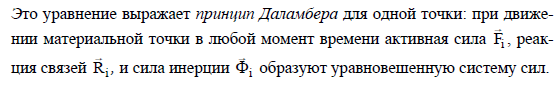 Это уравнение выражает принцип Даламбера для одной точки: при движе-
нии материальной точки в любой момент времени активная сила F⃗ᵢ, реак-
ция связей R⃗ᵢ, и сила инерции Ф⃗ᵢ образуют уравновешенную систему сил.